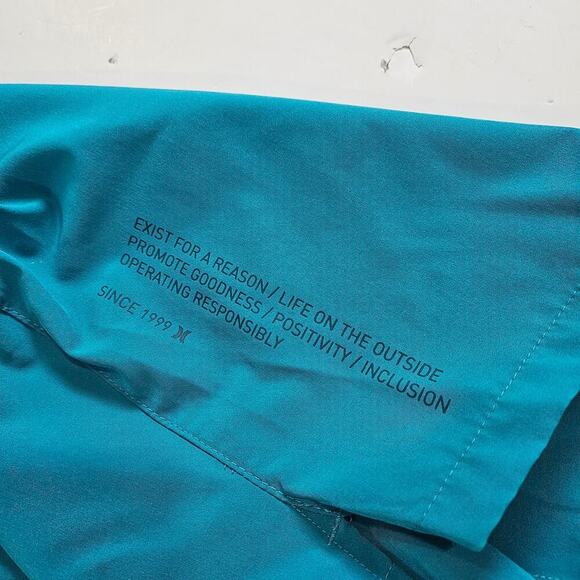 EXIST FOR A REASON / LIFE ON THE OUTSIDE
PROMOTE GOODNESS / POSITIVITY / INCLUSION
OPERATING RESPONSIBLY
SINCE 1999